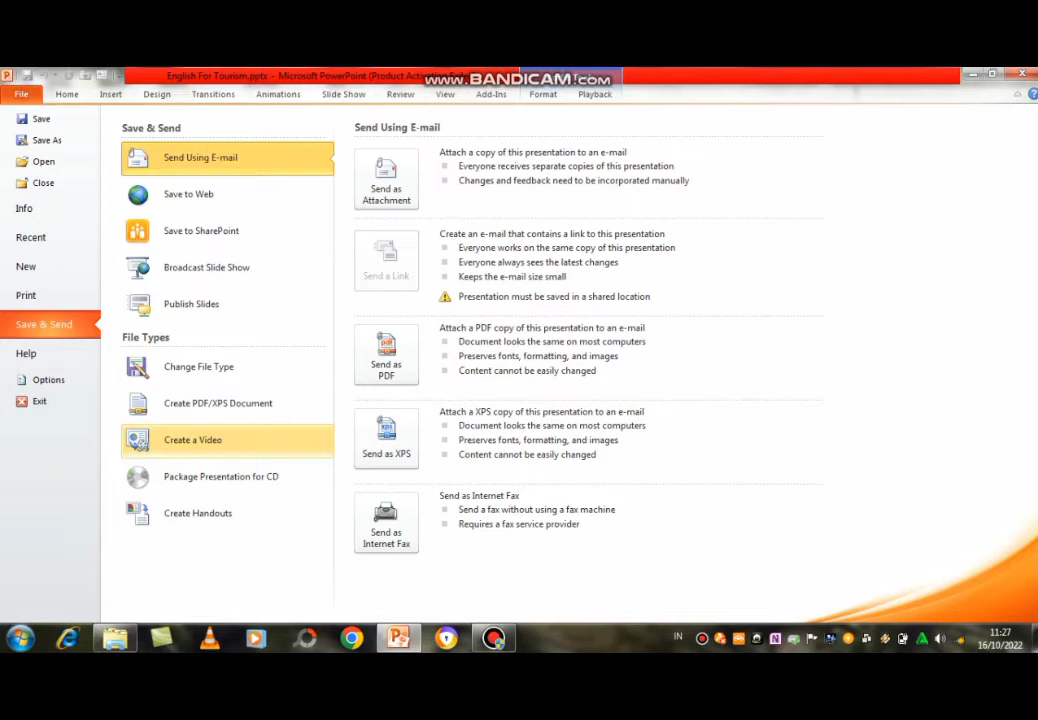 English For Tourism.pptx - Microsoft PowerPoint (Product Activation
www.BANDICAM.com
File Home Insert Design Transitions Animations Slide Show Review View Add-Ins Format Playback
Save
Save As
Open
Close
Info
Recent
New
Print
Save & Send
Help
Options
Exit
Save & Send
Send Using E-mail
Save to Web
Save to SharePoint
Broadcast Slide Show
Publish Slides
File Types
Change File Type
Create PDF/XPS Document
Create a Video
Package Presentation for CD
Create Handouts
Send Using E-mail
Send as
Attachment
Attach a copy of this presentation to an e-mail
Everyone receives separate copies of this presentation
Changes and feedback need to be incorporated manually
Send a Link
Create an e-mail that contains a link to this presentation
Everyone works on the same copy of this presentation
Everyone always sees the latest changes
Keeps the e-mail size small
Presentation must be saved in a shared location
pdf
Send as
PDF
Attach a PDF copy of this presentation to an e-mail
Document looks the same on most computers
Preserves fonts, formatting, and images
Content cannot be easily changed
XPS
Send as XPS
Attach a XPS copy of this presentation to an e-mail
Document looks the same on most computers
Preserves fonts, formatting, and images
Content cannot be easily changed
Send as
Internet Fax
Send as Internet Fax
Send a fax without using a fax machine
Requires a fax service provider
IN
11:27
16/10/2022